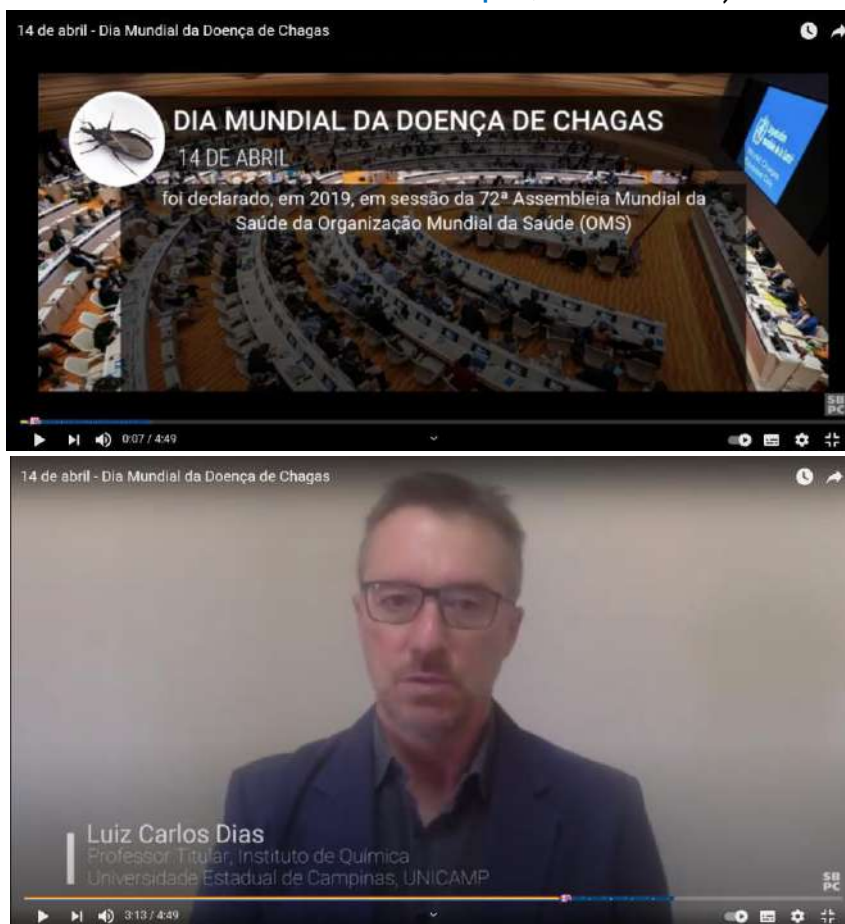 14 de abril - Dia Mundial da Doença de Chagas
DIA MUNDIAL DA DOENÇA DE CHAGAS
14 DE ABRIL
foi declarado, em 2019, em sessão da 72ª Assembleia Mundial da
Saúde da Organização Mundial da Saúde (OMS)
SB
PC
0:07 / 4:49
14 de abril - Dia Mundial da Doença de Chagas
Luiz Carlos Dias
Professor Titular, Instituto de Química
Universidade Estadual de Campinas, UNICAMP
SB
PC
3:13 / 4:49